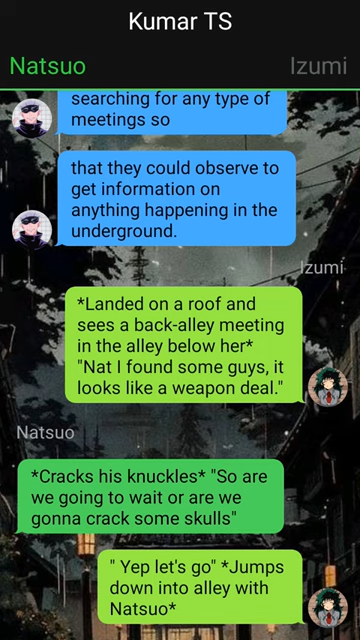 Kumar TS
Natsuo
Izumi
searching for any type of
meetings so
that they could observe to
get information on
anything happening in the
underground.
Izumi
*Landed on a roof and
sees a back-alley meeting
in the alley below her*
"Nat I found some guys, it
looks like a weapon deal."
Natsuo
*Cracks his knuckles* "So are
we going to wait or are we
gonna crack some skulls"
" Yep let's go" *Jumps
down into alley with
Natsuo*